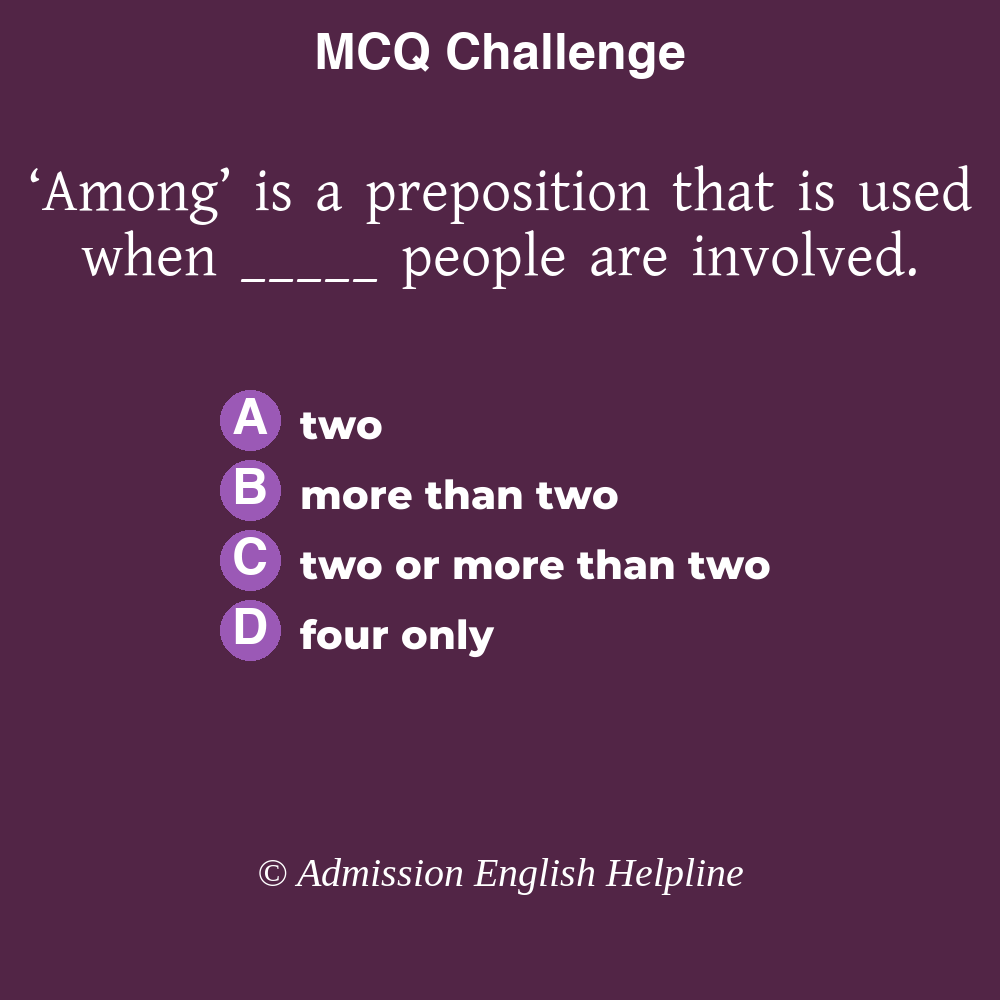 MCQ Challenge
‘Among’ is a preposition that is used
when _____ people are involved.
A two
B more than two
C two or more than two
D four only
© Admission English Helpline